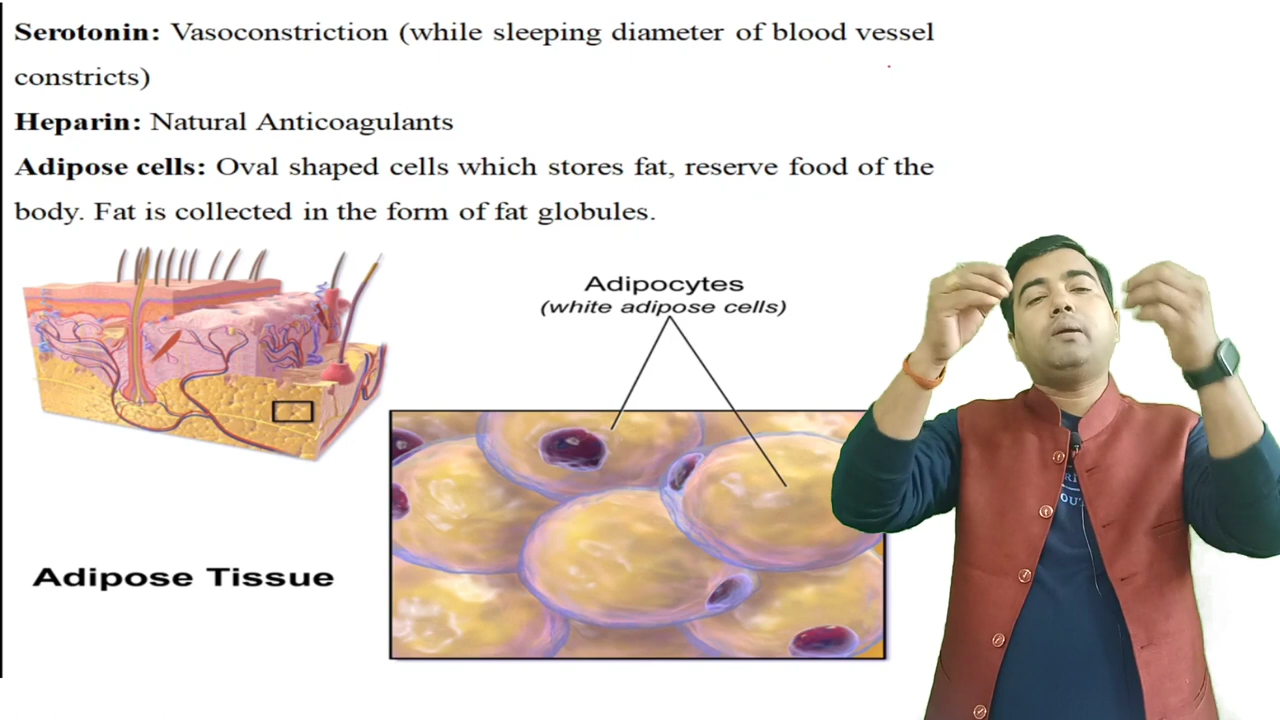 Serotonin: Vasoconstriction (while sleeping diameter of blood vessel
constricts)
Heparin: Natural Anticoagulants
Adipose cells: Oval shaped cells which stores fat, reserve food of the
body. Fat is collected in the form of fat globules.
Adipocytes
(white adipose cells)
Adipose Tissue